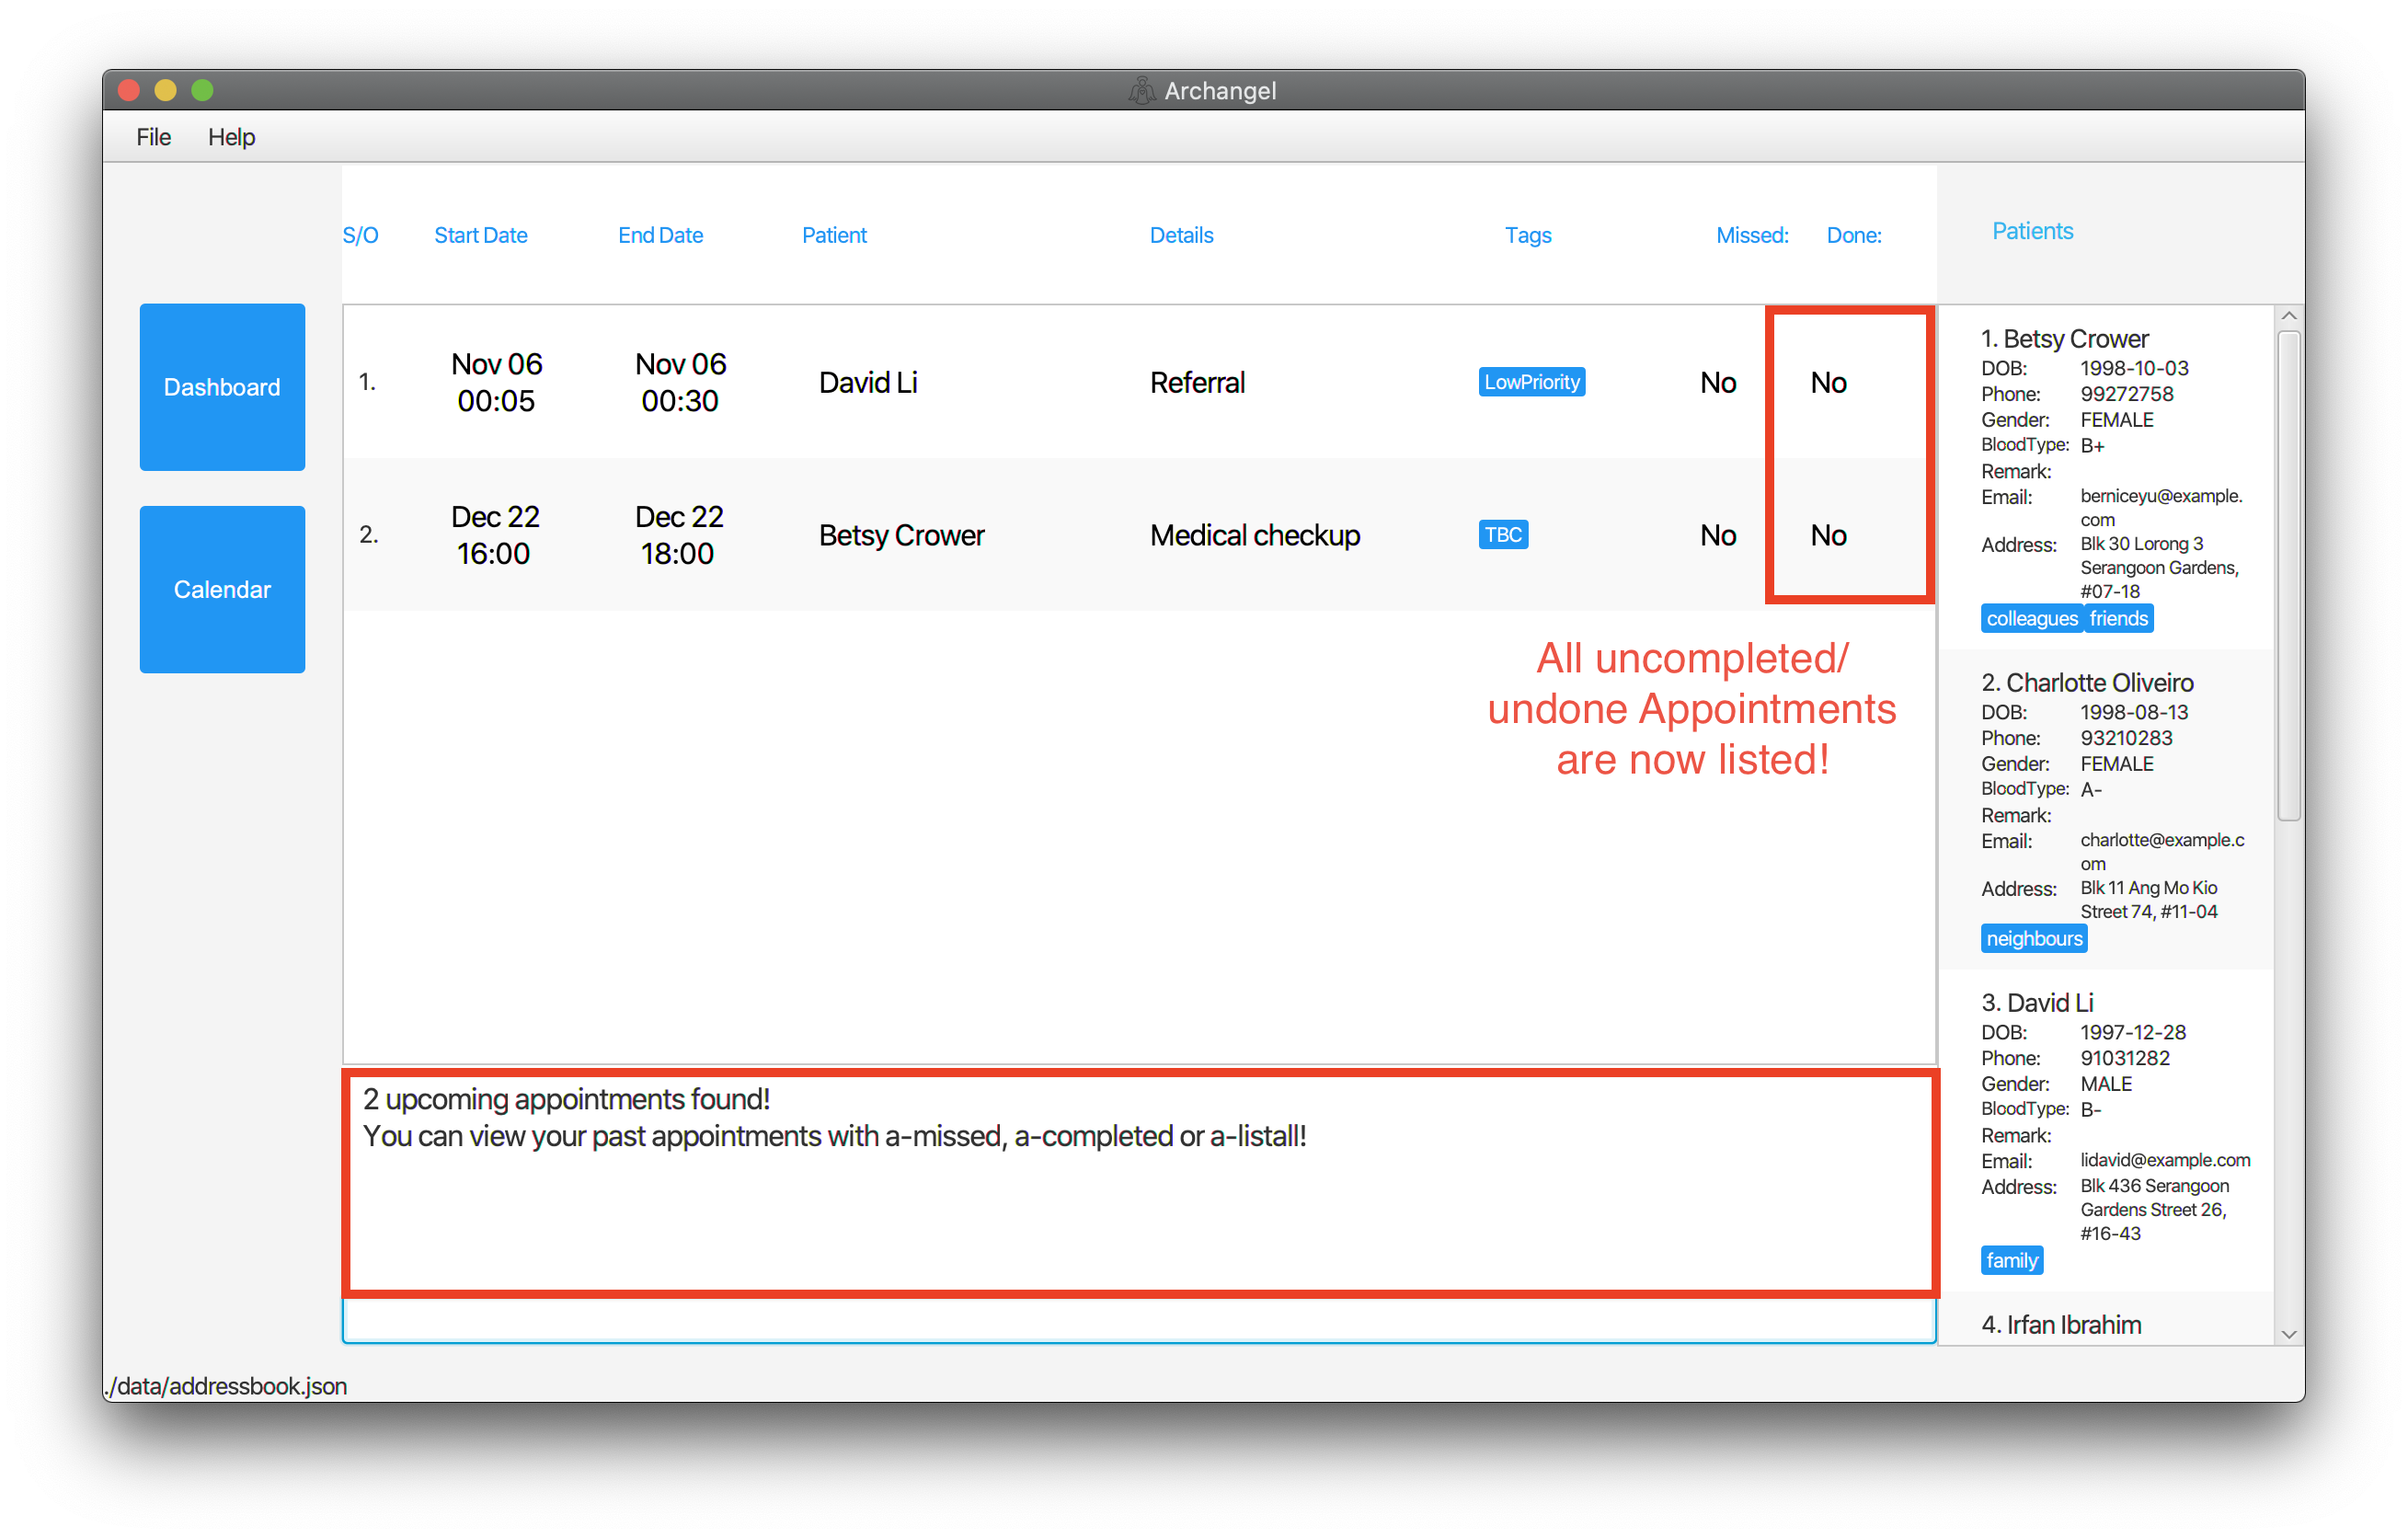 Archangel
File Help
S/O Start Date End Date Patient Details Tags Missed: Done:
Patients
Dashboard
Calendar
1. Nov 06 00:05 Nov 06 00:30 David Li Referral LowPriority No No
2. Dec 22 16:00 Dec 22 18:00 Betsy Crower Medical checkup TBC No No
All uncompleted/
undone Appointments
are now listed!
2 upcoming appointments found!
You can view your past appointments with a-missed, a-completed or a-listall!
1. Betsy Crower
DOB: 1998-10-03
Phone: 99272758
Gender: FEMALE
BloodType: B+
Remark:
Email: berniceyu@example.
com
Address: Blk 30 Lorong 3
Serangoon Gardens,
#07-18
colleagues friends
2. Charlotte Oliveiro
DOB: 1998-08-13
Phone: 93210283
Gender: FEMALE
BloodType: A-
Remark:
Email: charlotte@example.c
om
Address: Blk 11 Ang Mo Kio
Street 74, #11-04
neighbours
3. David Li
DOB: 1997-12-28
Phone: 91031282
Gender: MALE
BloodType: B-
Remark:
Email: lidavid@example.com
Address: Blk 436 Serangoon
Gardens Street 26,
#16-43
family
4. Irfan Ibrahim
./data/addressbook.json